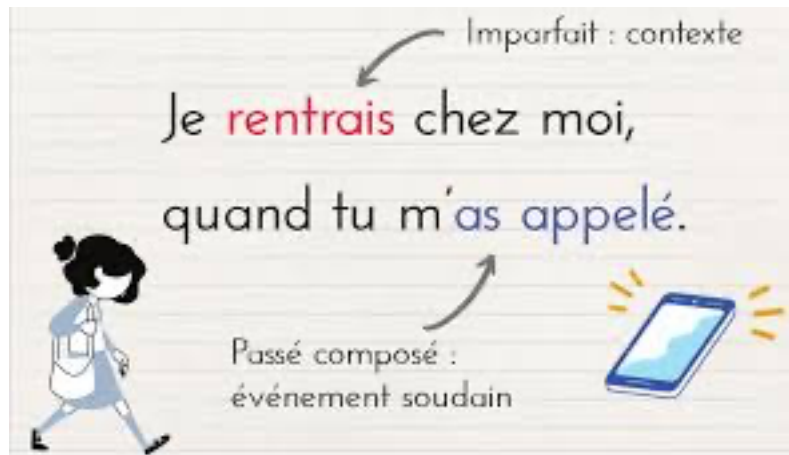 Imparfait : contexte
Je rentrais chez moi,
quand tu m'as appelé.
Passé composé :
événement soudain